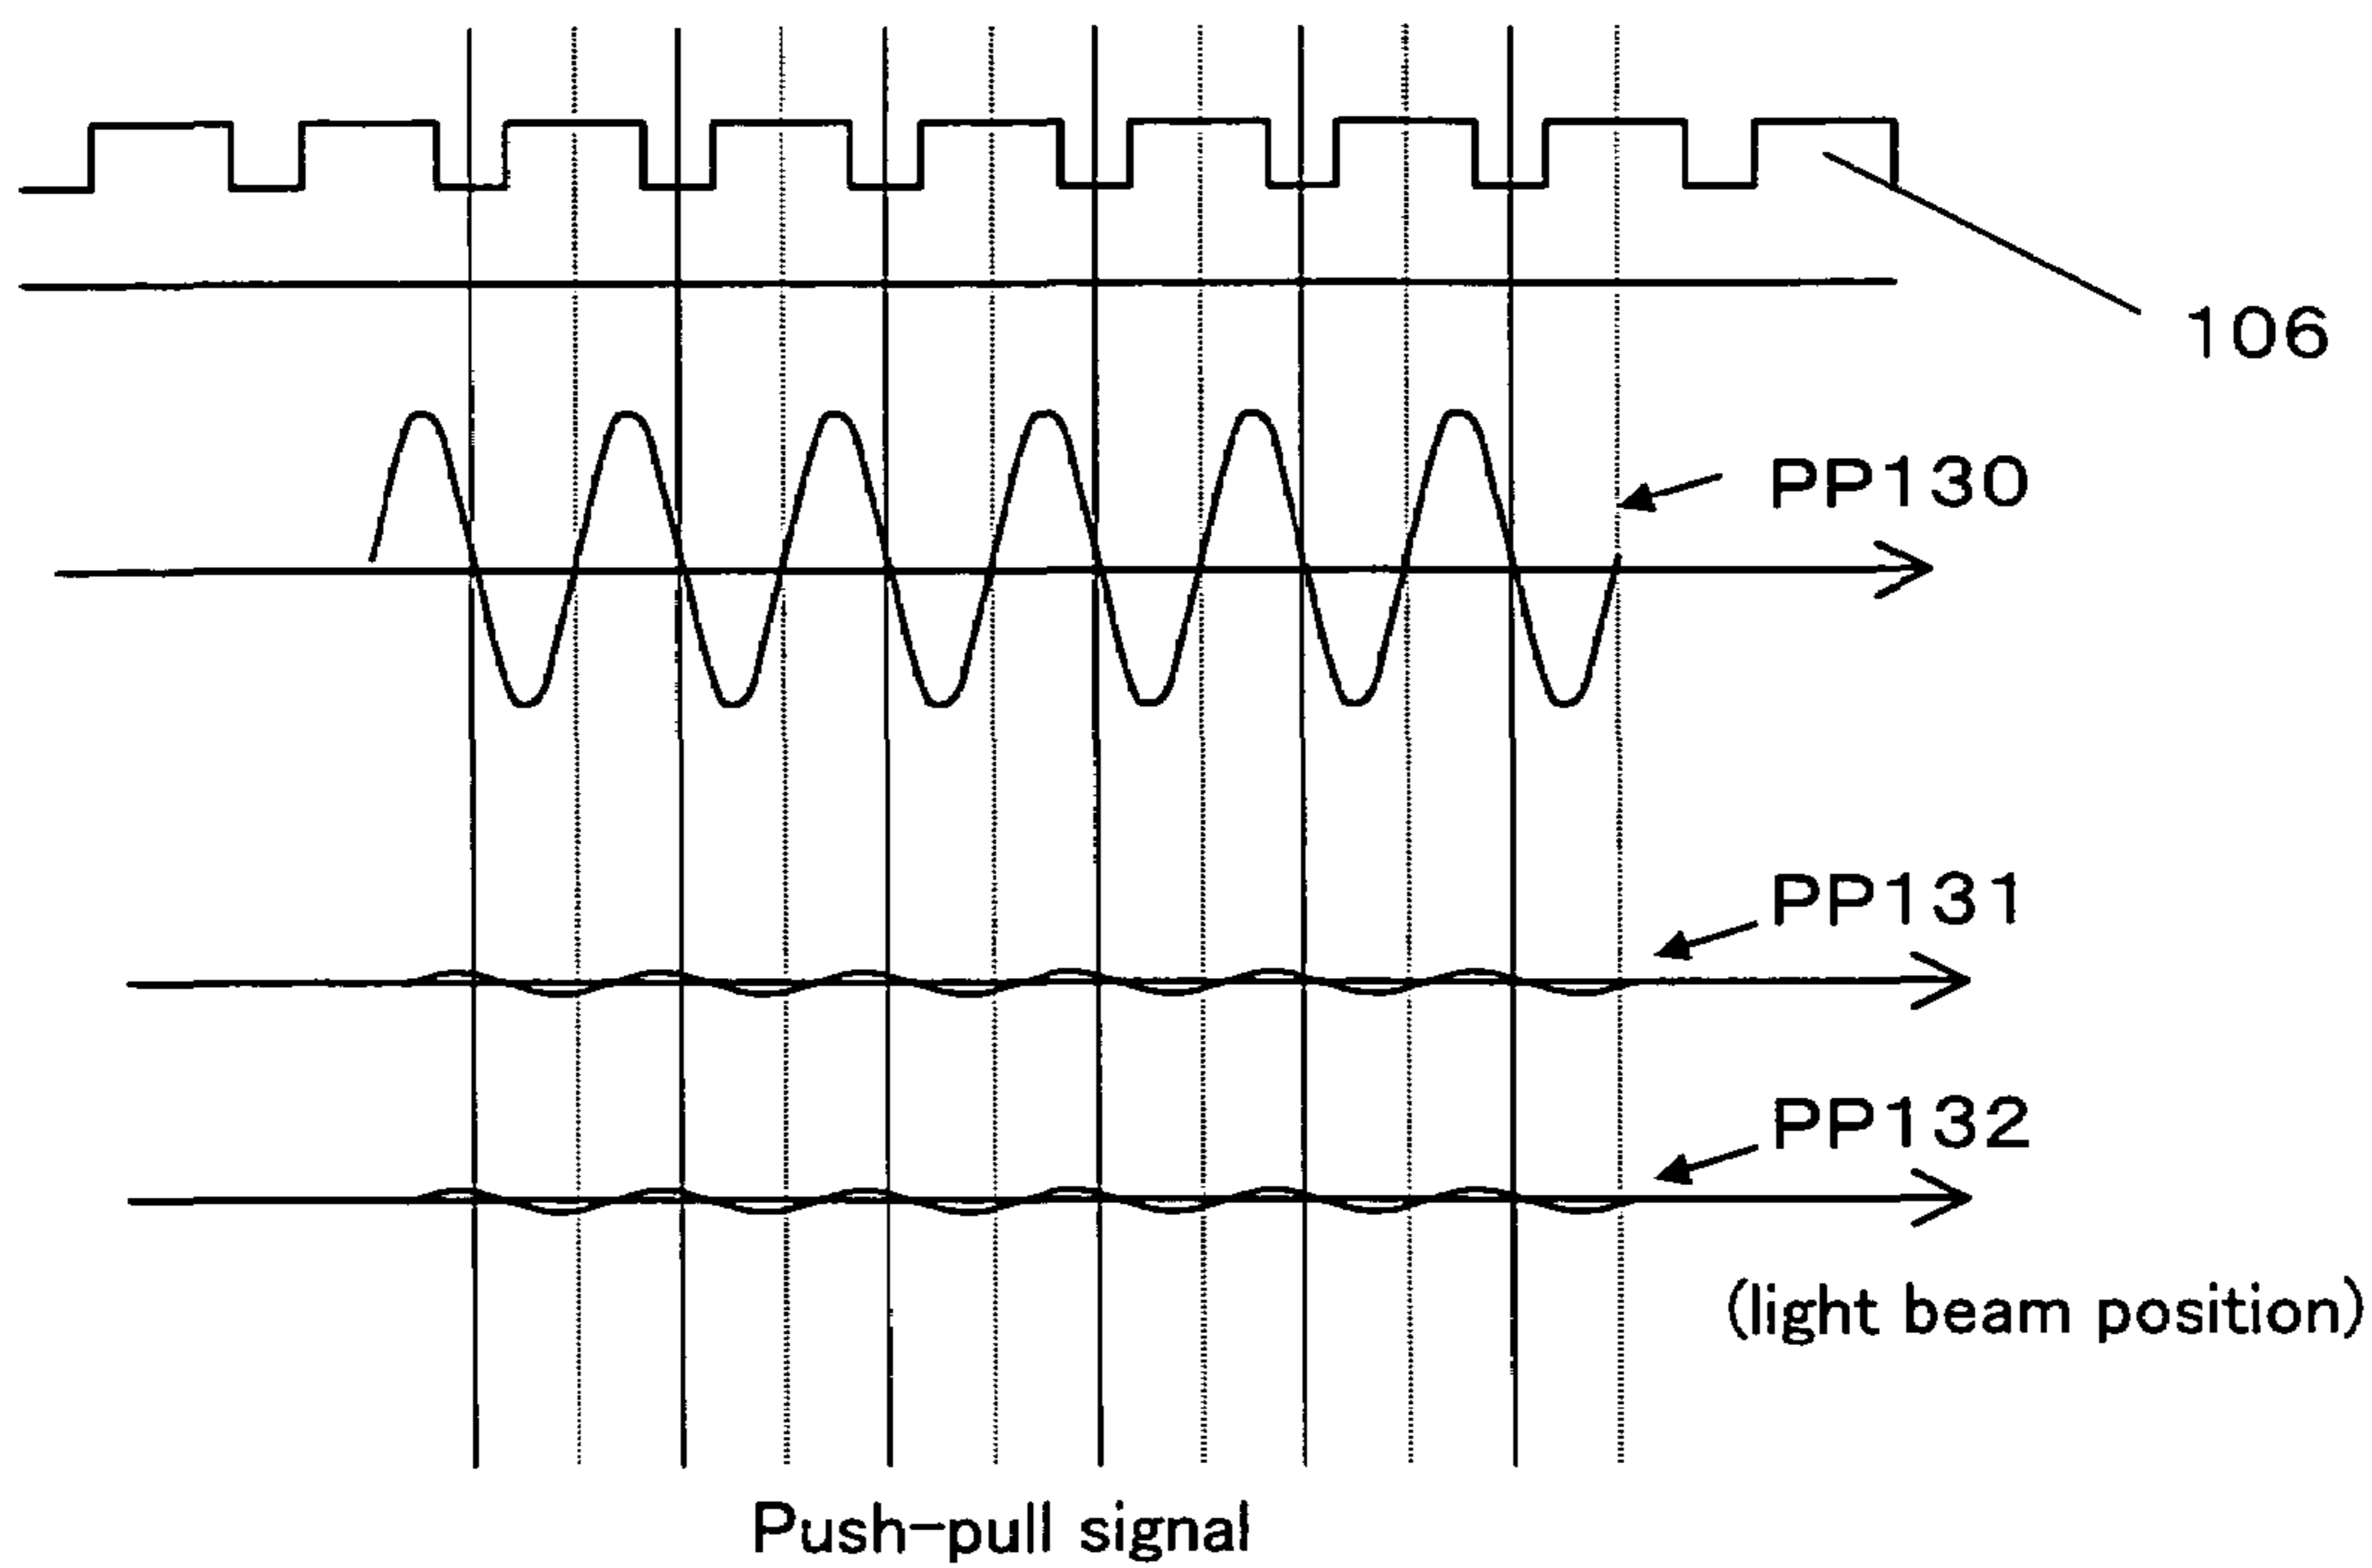 106
PP130
PP131
PP132
(light beam position)
Push-pull signal